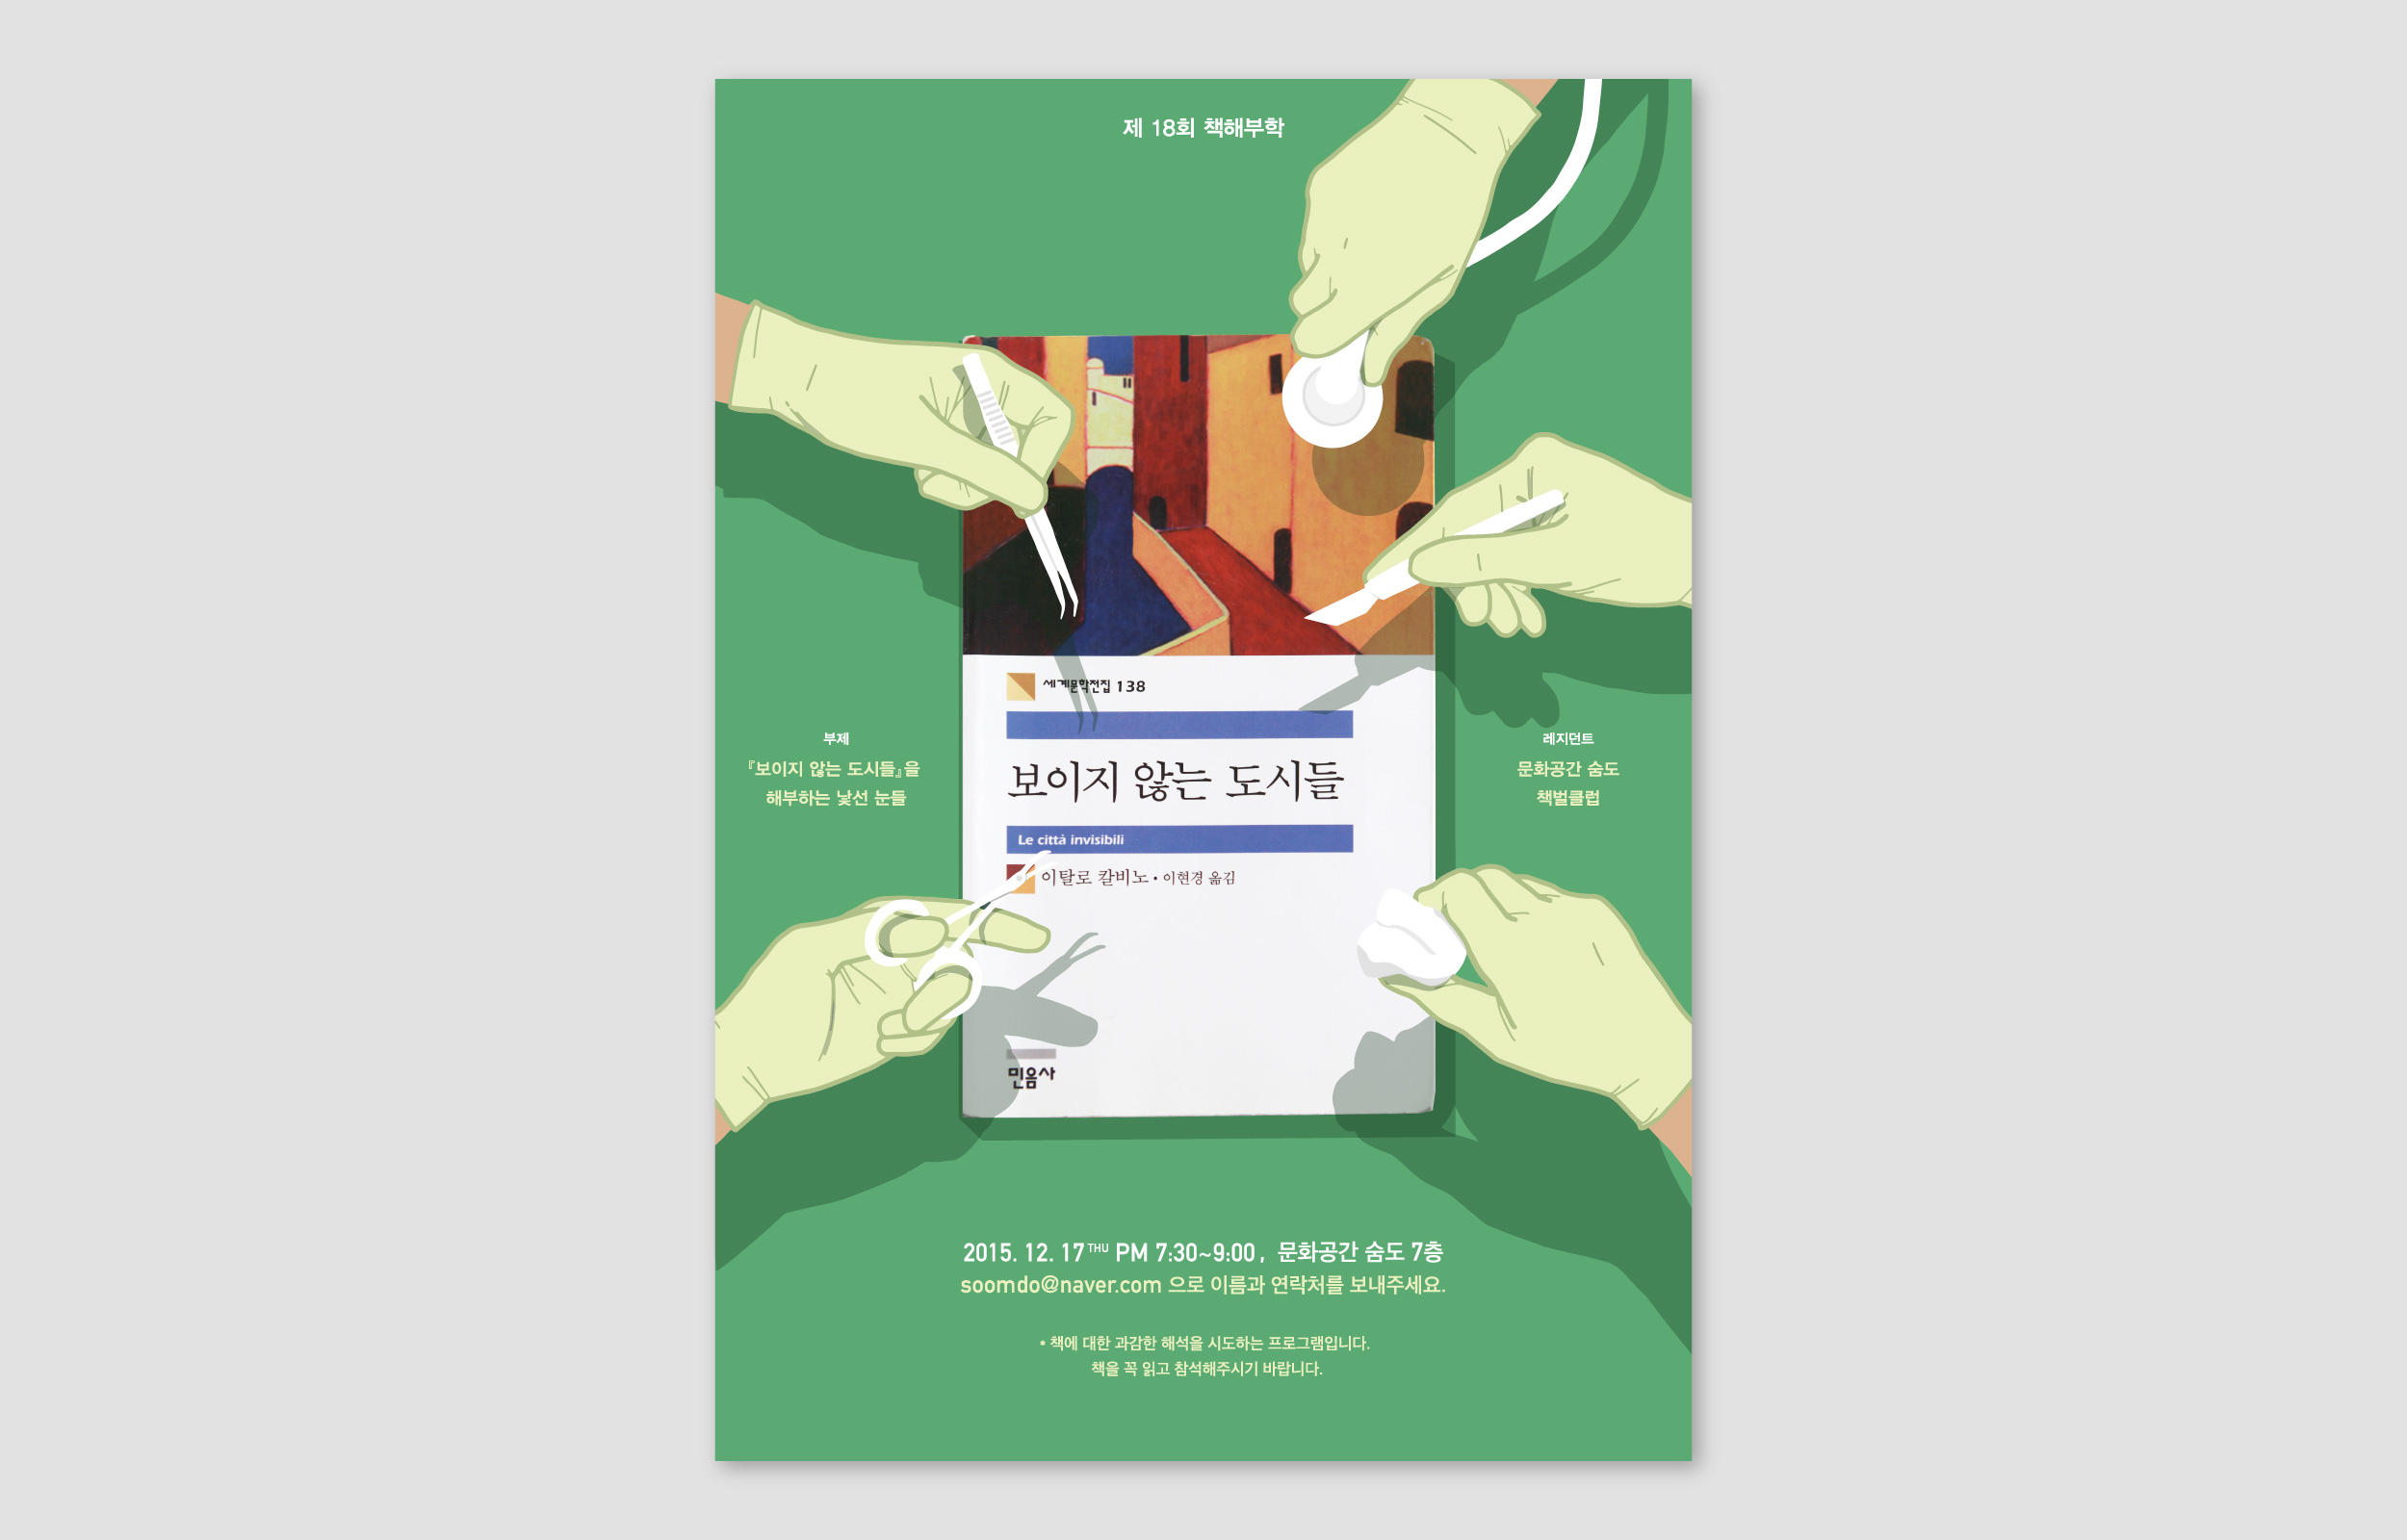 제 18회 책해부학
세계문학전집 138
보이지 않는 도시들
Le città invisibili
이탈로 칼비노 • 이현경 옮김
민음사
부제
『보이지 않는 도시들』을
해부하는 낯선 눈들
레지던트
문화공간 숨도
책벌클럽
2015. 12. 17 THU PM 7:30~9:00, 문화공간 숨도 7층
soomdo@naver.com 으로 이름과 연락처를 보내주세요.
• 책에 대한 과감한 해석을 시도하는 프로그램입니다.
책을 꼭 읽고 참석해주시기 바랍니다.